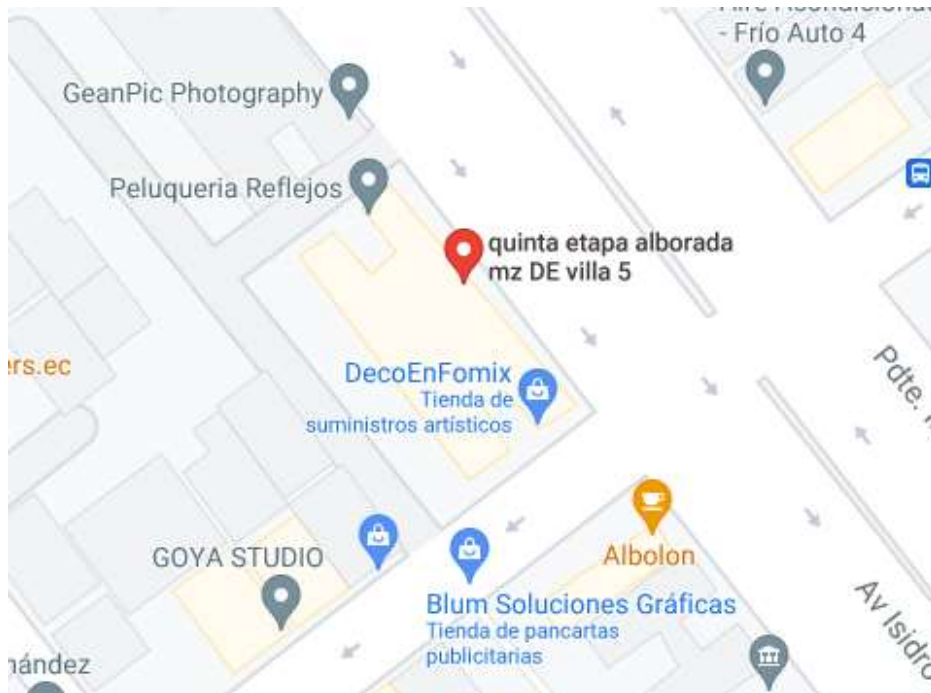 - Frío Auto 4
GeanPic Photography
Peluqueria Reflejos
quinta etapa alborada
mz DE villa 5
rs.ec
DecoEnFomix
Tienda de
suministros artísticos
Pdte.
Albolon
GOYA STUDIO
Blum Soluciones Gráficas
Tienda de pancartas
publicitarias
Av Isidro
nández